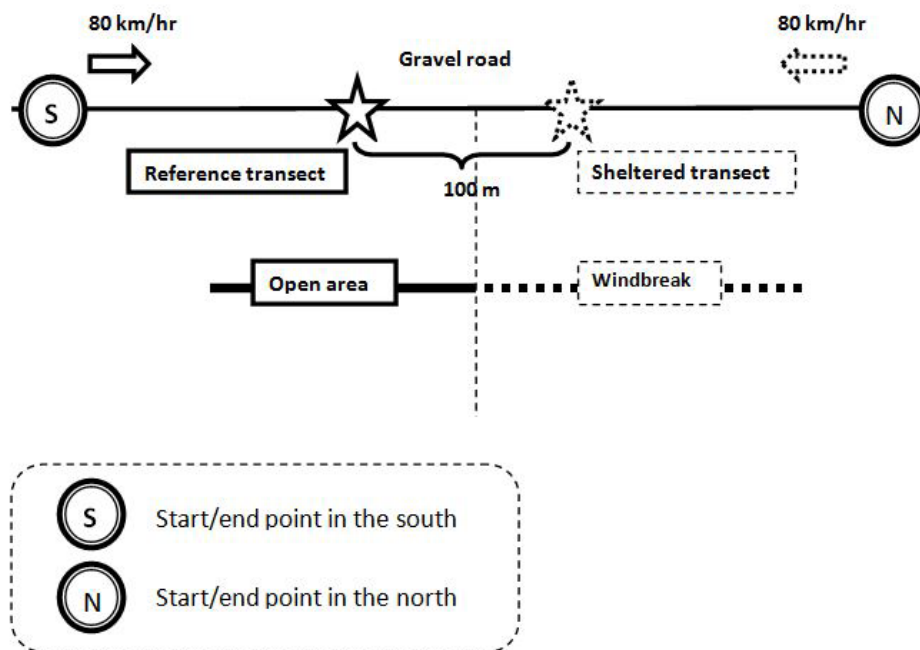 80 km/hr
80 km/hr
Gravel road
S
N
Reference transect
100 m
Sheltered transect
Open area
Windbreak
S Start/end point in the south
N Start/end point in the north